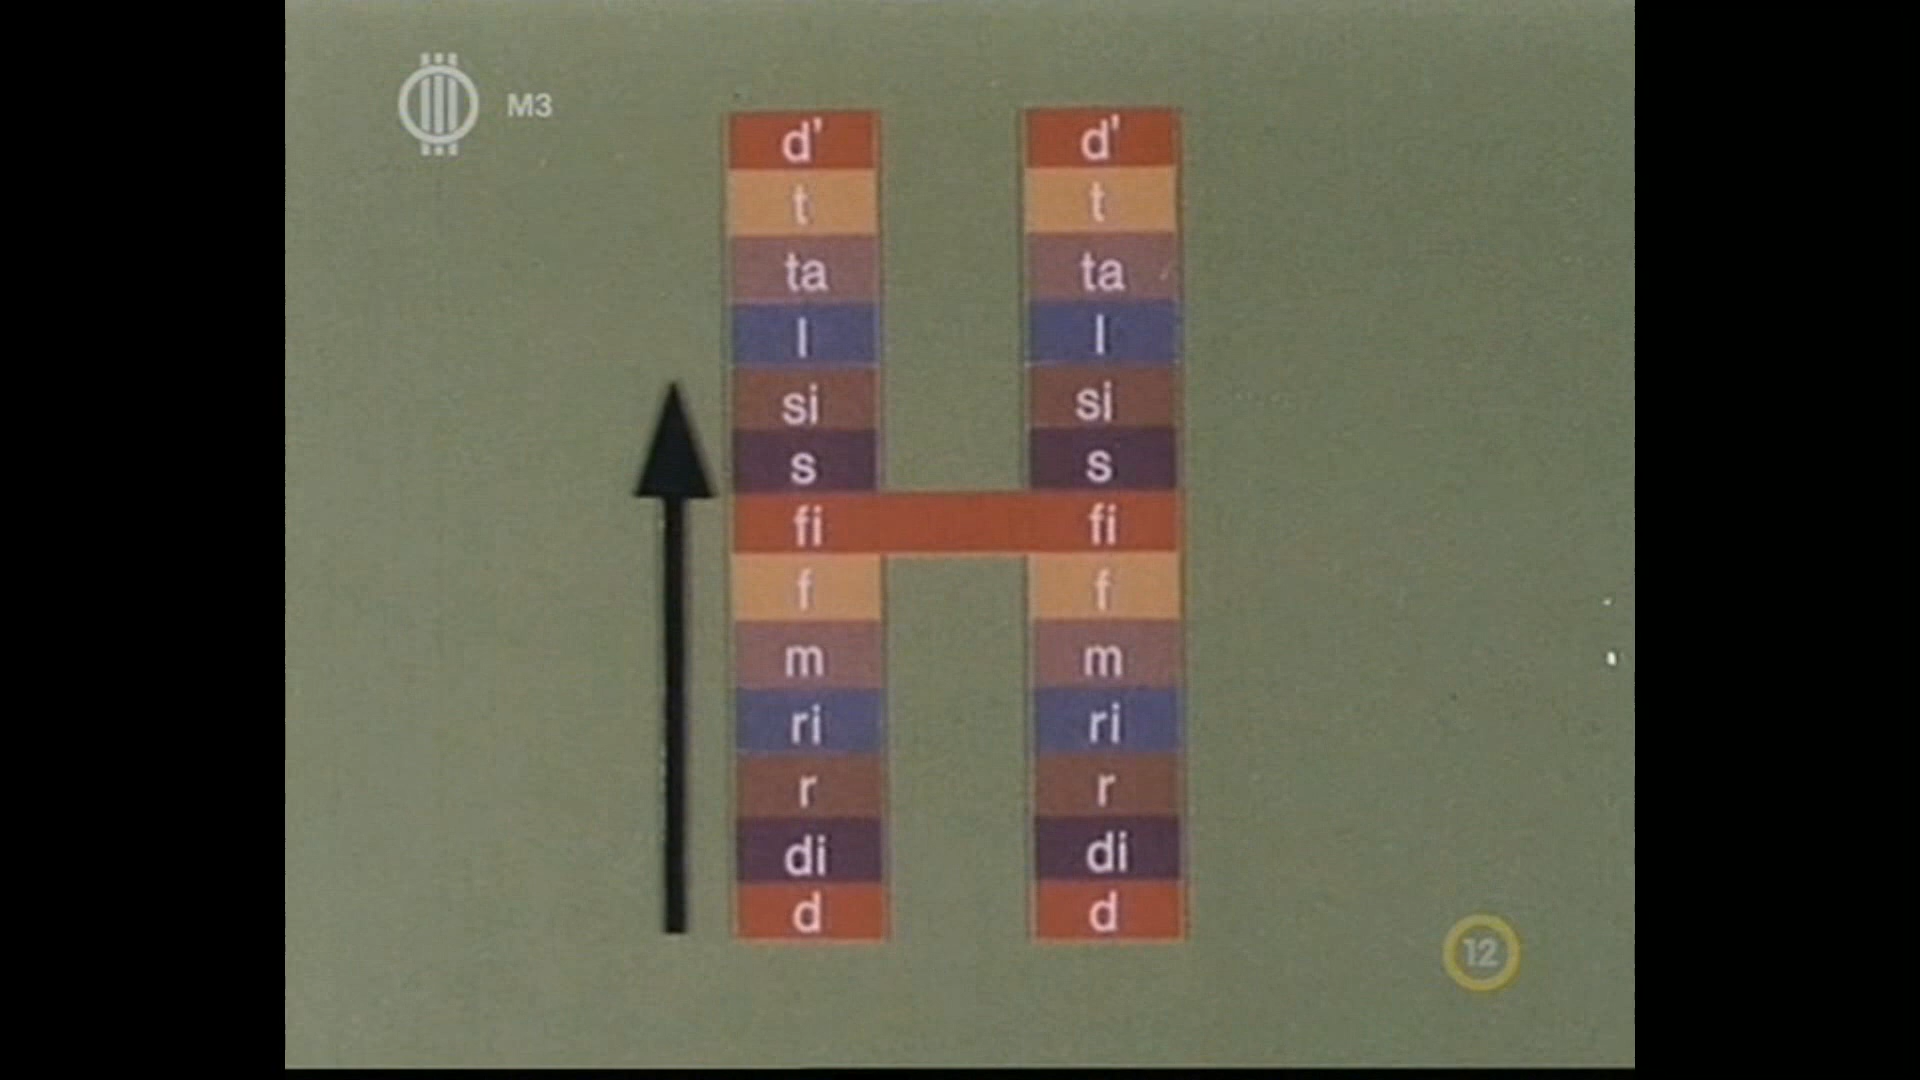 M3
d' d'
t t
ta ta
l l
si si
s s
fi fi
f f
m m
ri ri
r r
di di
d d
12